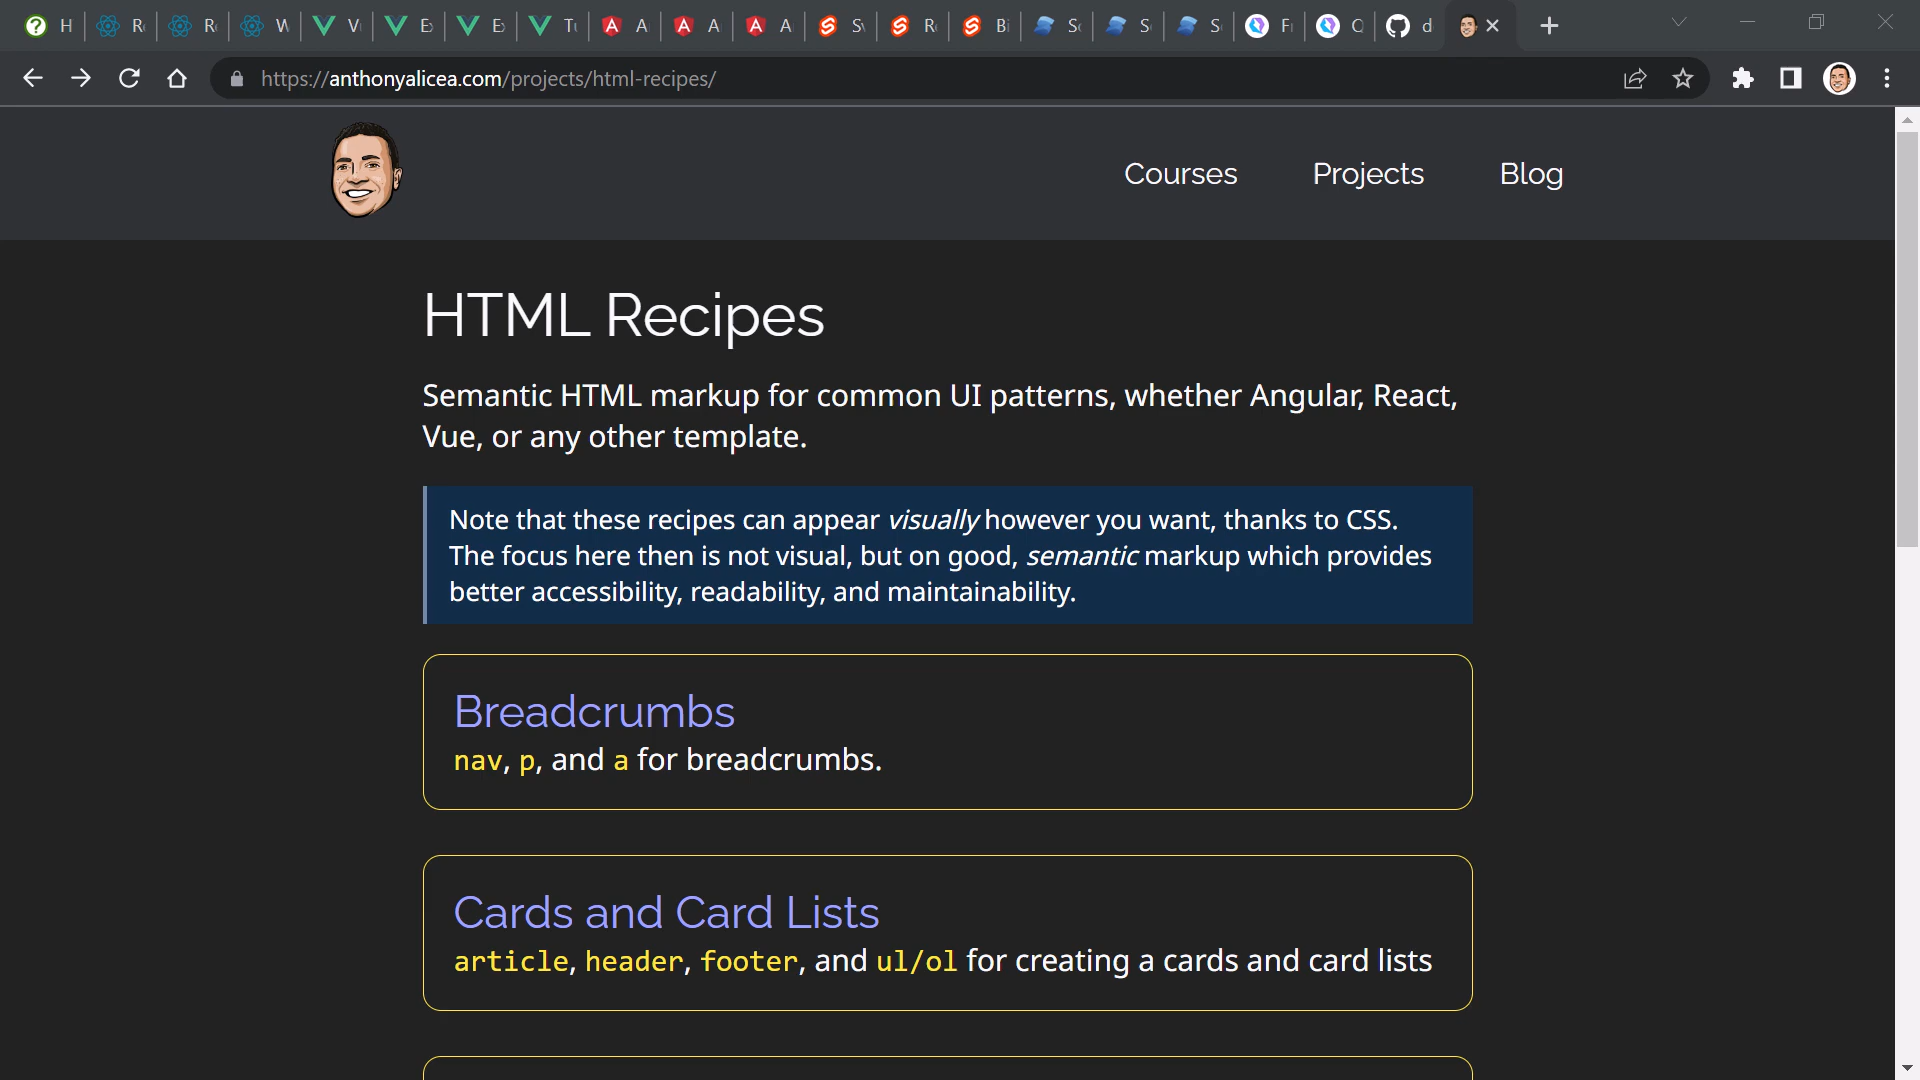 H
W
V
T
A
A
A
F
d
https://anthonyalicea.com/projects/html-recipes/
Courses
Projects
Blog
HTML Recipes
Semantic HTML markup for common UI patterns, whether Angular, React,
Vue, or any other template.
Note that these recipes can appear visually however you want, thanks to CSS.
The focus here then is not visual, but on good, semantic markup which provides
better accessibility, readability, and maintainability.
Breadcrumbs
nav, p, and a for breadcrumbs.
Cards and Card Lists
article, header, footer, and ul/ol for creating a cards and card lists